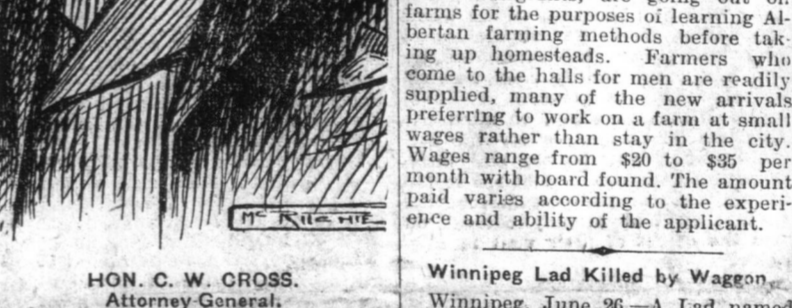 Mc Ritchie
HON. C. W. CROSS.
Attorney-General.
farms for the purposes of learning Al-
bertan farming methods before tak-
ing up homesteads. Farmers who
come to the halls for men are readily
supplied, many of the new arrivals
preferring to work on a farm at small
wages rather than stay in the city.
Wages range from $20 to $35 per
month with board found. The amount
paid varies according to the experi-
ence and ability of the applicant.
Winnipeg Lad Killed by Waggon
Winnipeg, June 26.—A Lad named